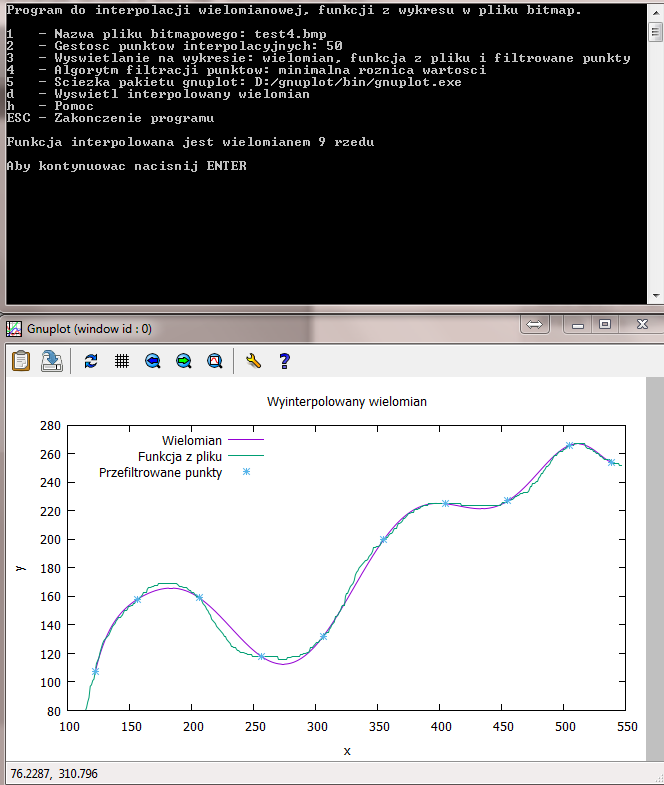 Program do interpolacji wielomianowej, funkcji z wykresu w pliku bitmap.
1 - Nazwa pliku bitmapowego: test4.bmp
2 - Gestosc punktow interpolacyjnych: 50
3 - Wyswietlanie na wykresie: wielomian, funkcja z pliku i filtrowane punkty
4 - Algorytm filtracji punktow: minimalna roznica wartosci
5 - Sciezka pakietu gnuplot: D:/gnuplot/bin/gnuplot.exe
d - Wyswietl interpolowany wielomian
h - Pomoc
ESC - Zakonczenie programu
Funkcja interpolowana jest wielomianem 9 rzedu
Aby kontynuowac nacisnij ENTER
Gnuplot (window id : 0)
Wyinterpolowany wielomian
Wielomian
Funkcja z pliku
Przefiltrowane punkty
280
260
240
220
200
180
160
140
120
100
80
y
100 150 200 250 300 350 400 450 500 550
x
76.2287, 310.796